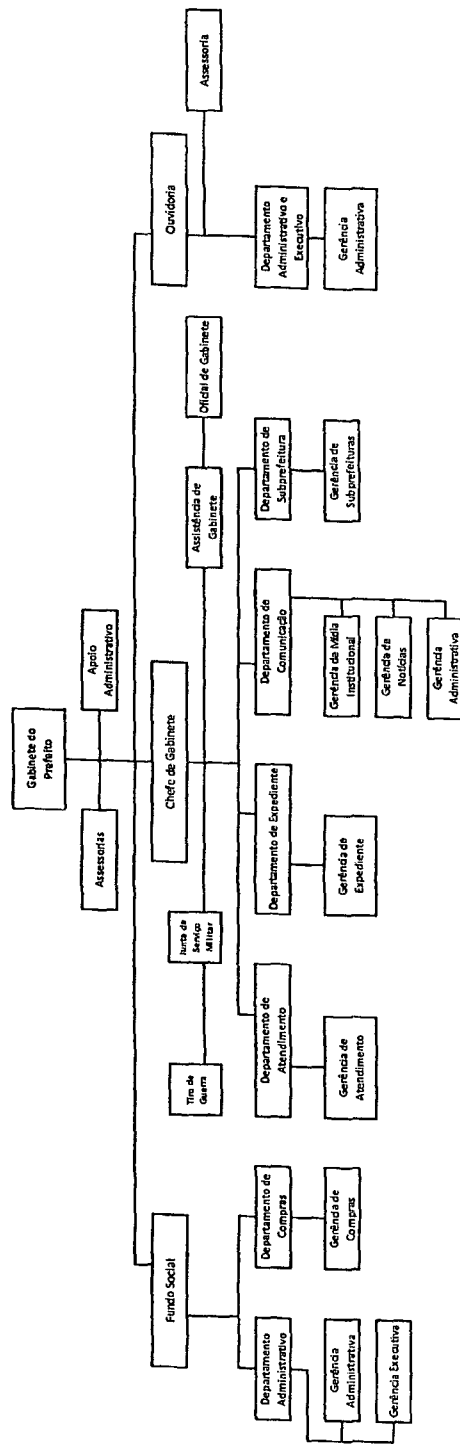 Gabinete do
Prefeito
Assessorias
Apoio
Administrativo
Fundo Social
Chefe de Gabinete
Ouvidoria
Tiro de
Guerra
Junta de
Serviço
Militar
Assistência de
Gabinete
Oficial de Gabinete
Assessoria
Departamento
Administrativo
Departamento de
Compras
Departamento de
Atendimento
Departamento de Expediente
Departamento de
Comunicação
Departamento de
Subprefeitura
Departamento
Administrativo e
Executivo
Gerência
Administrativa
Gerência Executiva
Gerência de
Compras
Gerência de
Atendimento
Gerência de
Expediente
Gerência de Mídia
Institucional
Gerência de
Notícias
Gerência
Administrativa
Gerência de
Subprefeituras
Gerência
Administrativa